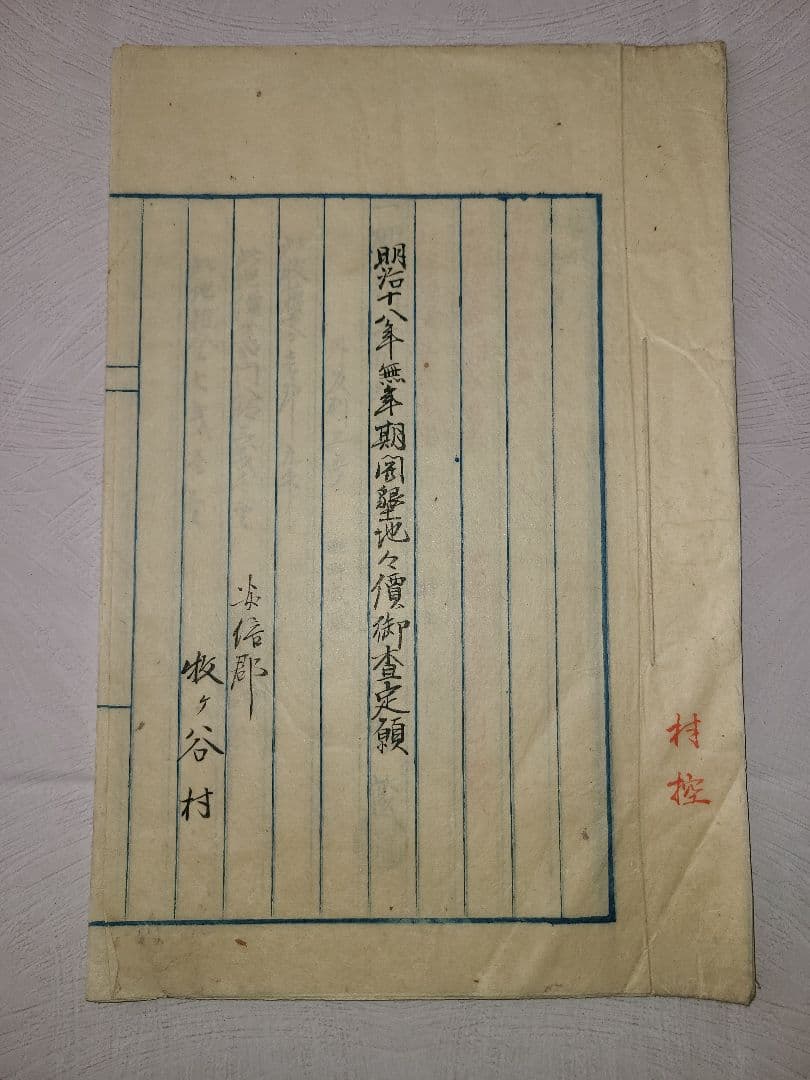 村控
明治十八年無年期開墾地々價御査定願
安倍郡
牧ヶ谷村